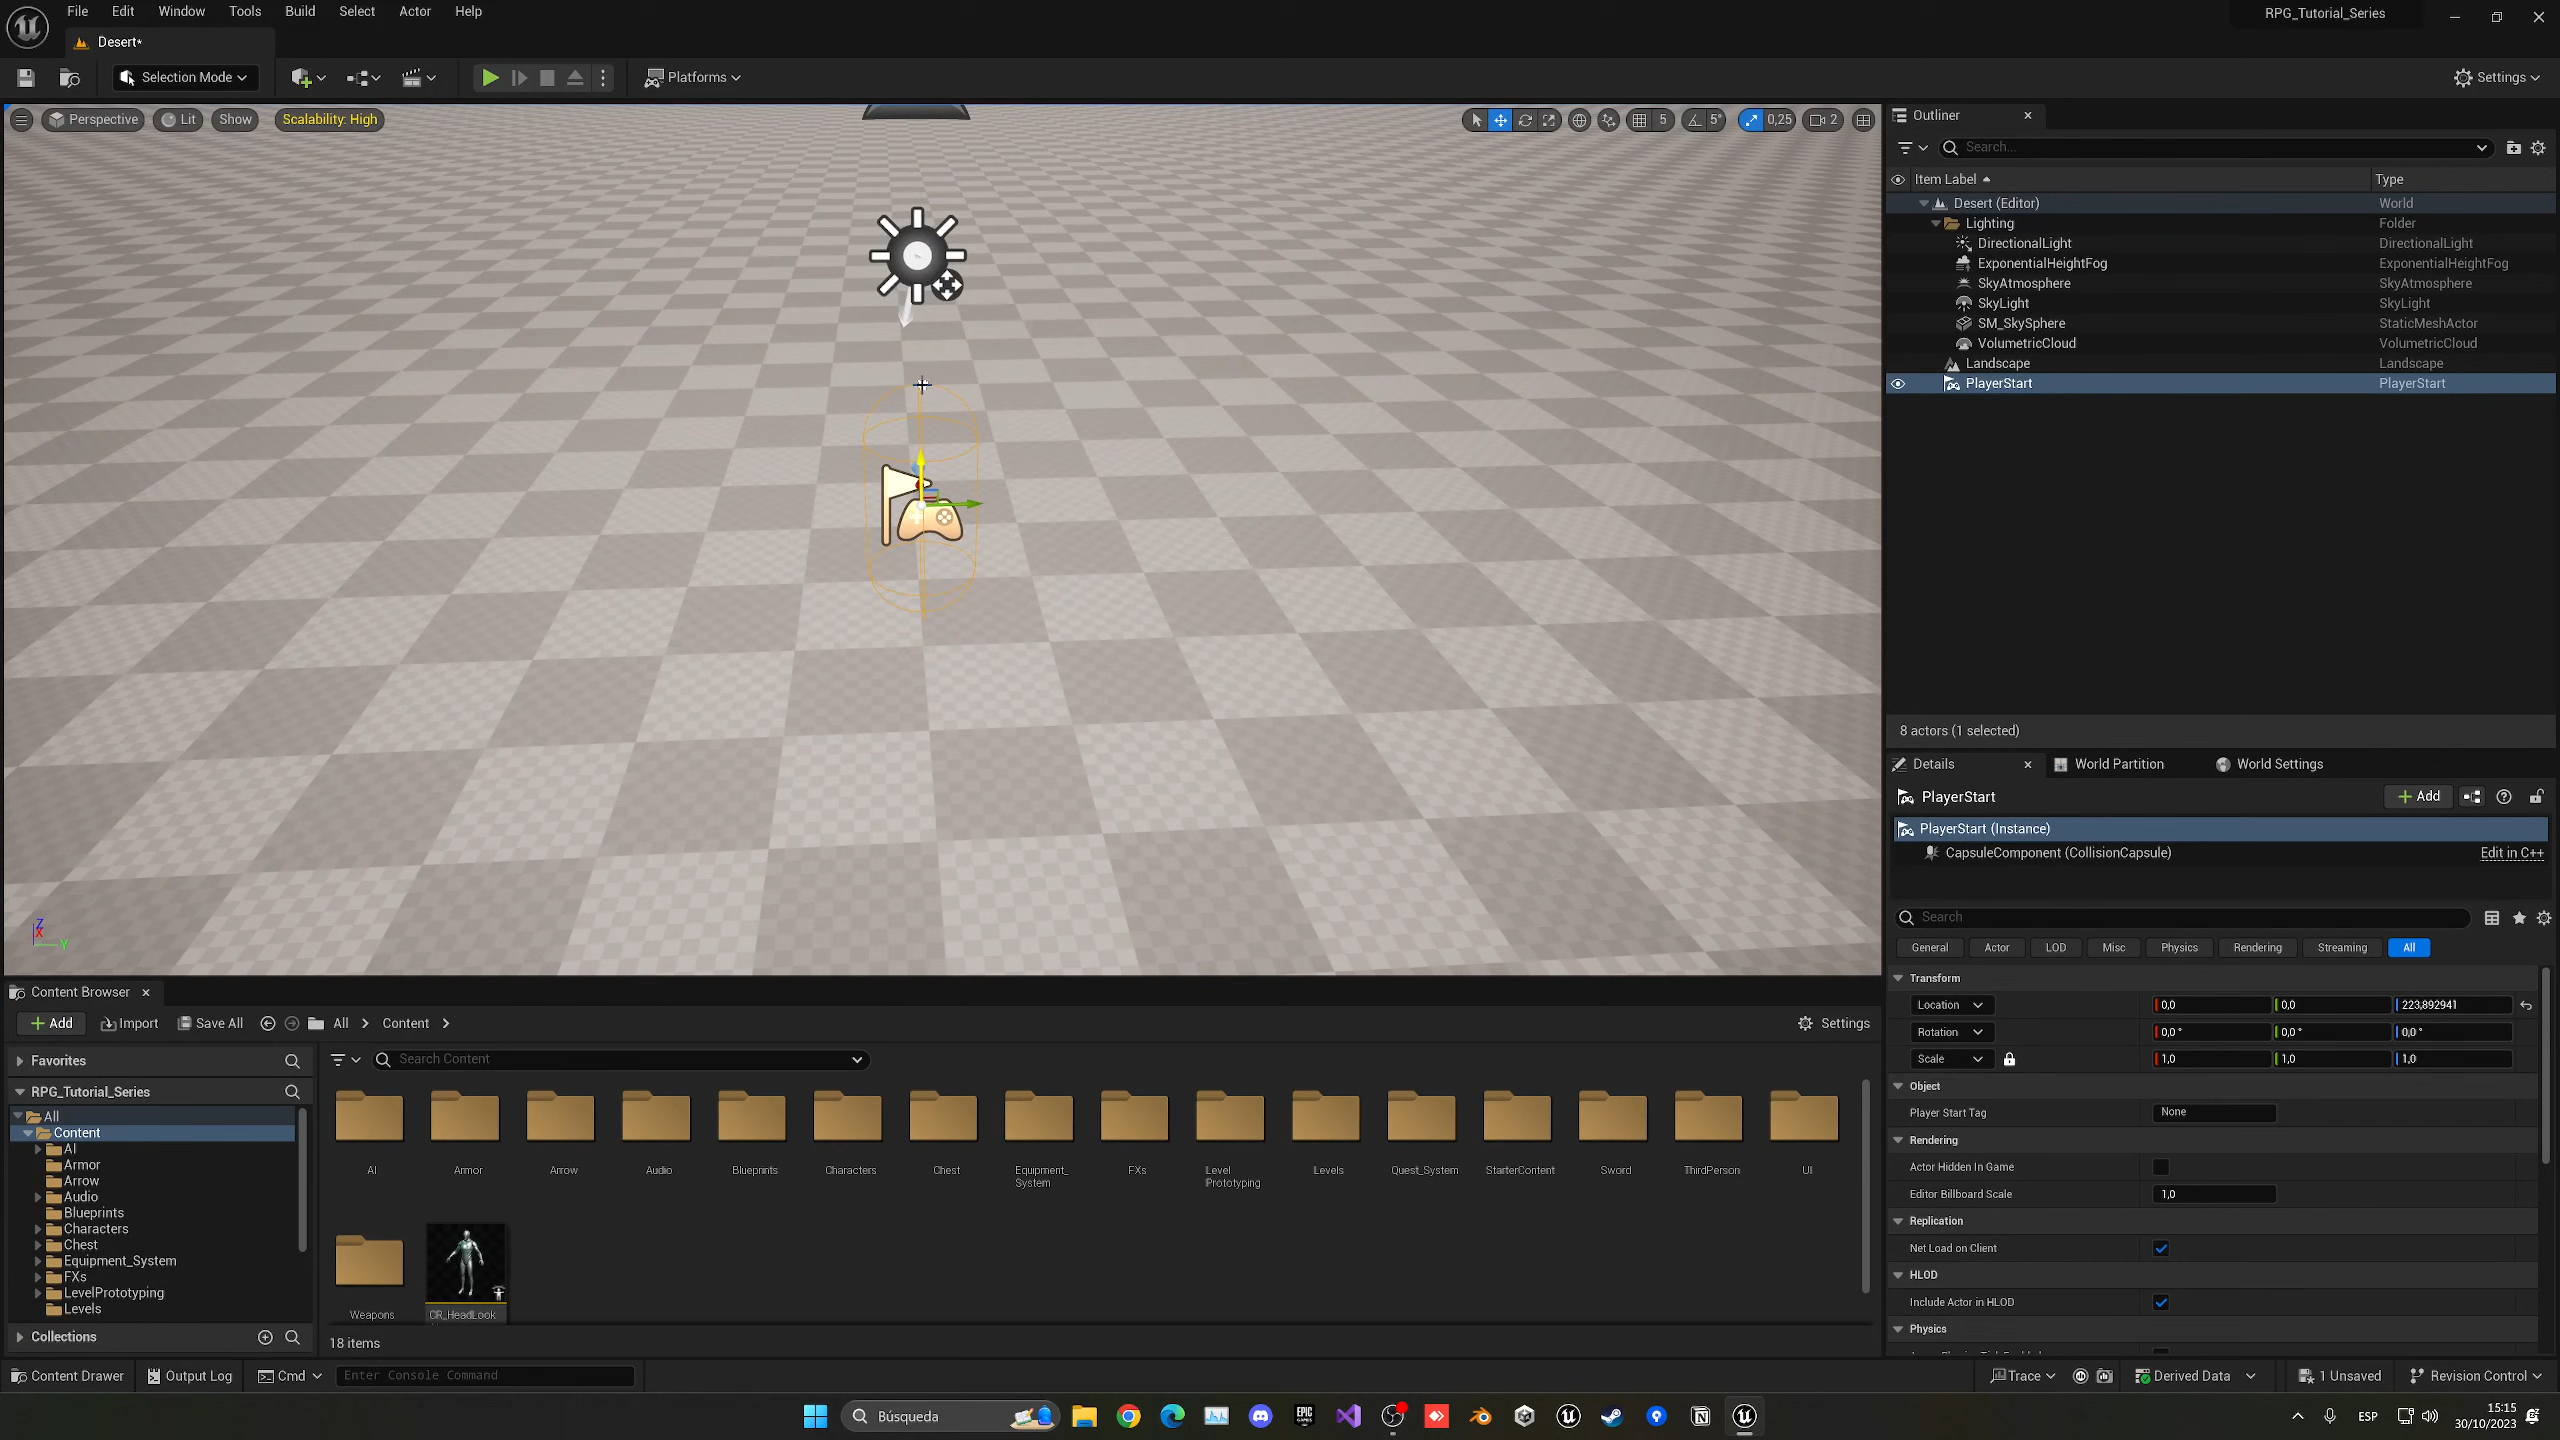 File Edit Window Tools Build Select Actor Help
RPG_Tutorial_Series
Desert*
Selection Mode
Platforms
Settings
Perspective Lit Show Scalability: High
5 5° 0,25 2
Outliner
Search...
Item Label Type
Desert (Editor) World
Lighting Folder
DirectionalLight DirectionalLight
ExponentialHeightFog ExponentialHeightFog
SkyAtmosphere SkyAtmosphere
SkyLight SkyLight
SM_SkySphere StaticMeshActor
VolumetricCloud VolumetricCloud
Landscape Landscape
PlayerStart PlayerStart
8 actors (1 selected)
Details World Partition World Settings
PlayerStart Add
PlayerStart (Instance)
CapsuleComponent (CollisionCapsule) Edit in C++
Search
General Actor LOD Misc Physics Rendering Streaming All
Transform
Location 0,0 0,0 223,892941
Rotation 0,0 ° 0,0 ° 0,0 °
Scale 1,0 1,0 1,0
Object
Player Start Tag None
Rendering
Actor Hidden In Game
Editor Billboard Scale 1,0
Replication
Net Load on Client
HLOD
Include Actor in HLOD
Physics
Z
X
Y
Content Browser
Add Import Save All All Content Settings
Favorites
Search Content
RPG_Tutorial_Series
All
Content
AI
Armor
Arrow
Audio
Blueprints
Characters
Chest
Equipment_System
FXs
LevelPrototyping
Levels
Collections
AI Armor Arrow Audio Blueprints Characters Chest Equipment_ FXs Level Levels Quest_System StarterContent Sword ThirdPerson UI
System Prototyping
Weapons CR_HeadLook
18 items
Content Drawer Output Log Cmd Enter Console Command
Trace Derived Data 1 Unsaved Revision Control
Búsqueda
EPIC
GAMES
ESP
15:15
30/10/2023